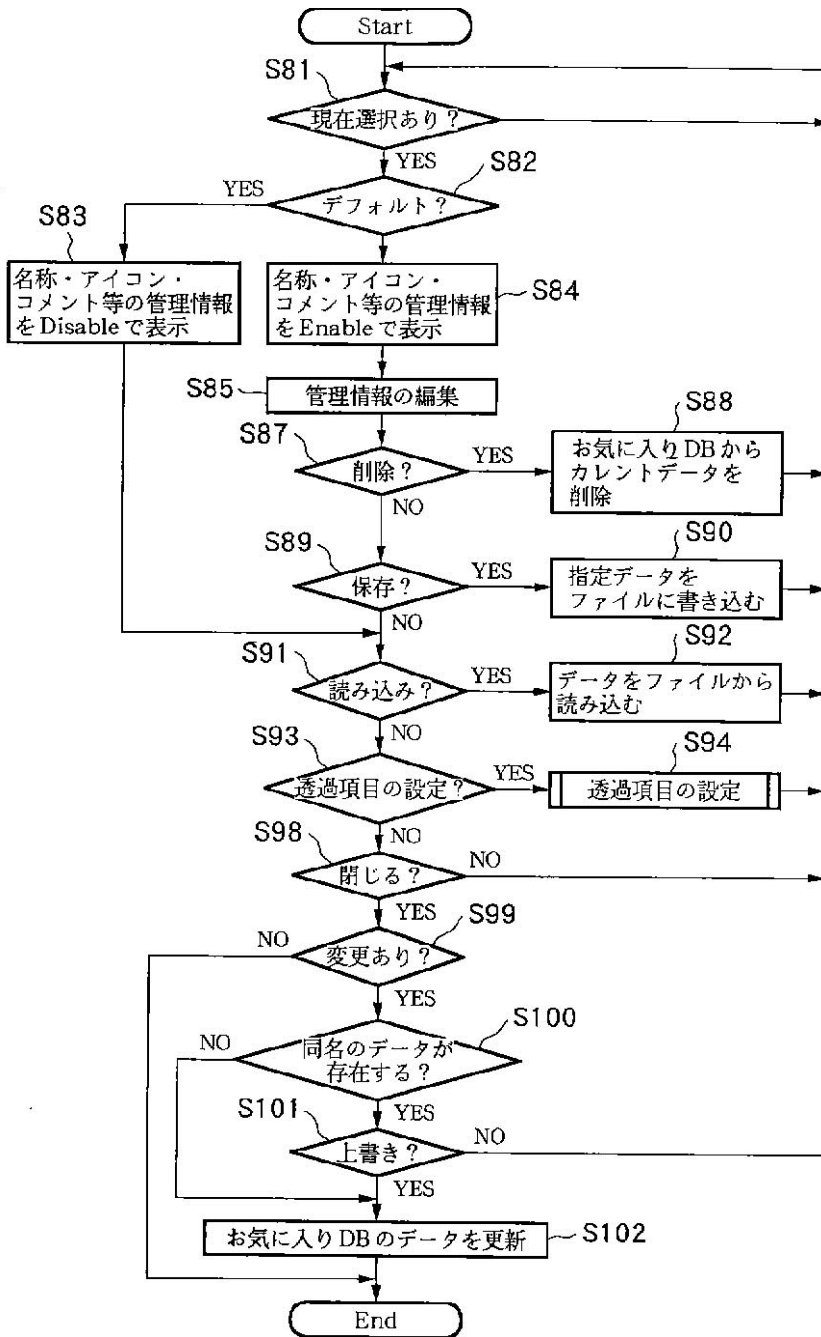 Start
S81
現在選択あり?
YES
S82
YES
デフォルト?
S83
名称・アイコン・
コメント等の管理情報
をDisableで表示
名称・アイコン・
コメント等の管理情報
をEnableで表示
S84
S85
管理情報の編集
S87
削除?
YES
NO
S88
お気に入りDBから
カレントデータを
削除
S89
保存?
YES
NO
S90
指定データを
ファイルに書き込む
S91
読み込み?
YES
NO
S92
データをファイルから
読み込む
S93
透過項目の設定?
YES
NO
S94
透過項目の設定
S98
閉じる?
NO
YES
S99
NO
変更あり?
YES
S100
NO
同名のデータが
存在する?
YES
S101
上書き?
NO
YES
お気に入りDBのデータを更新
S102
End